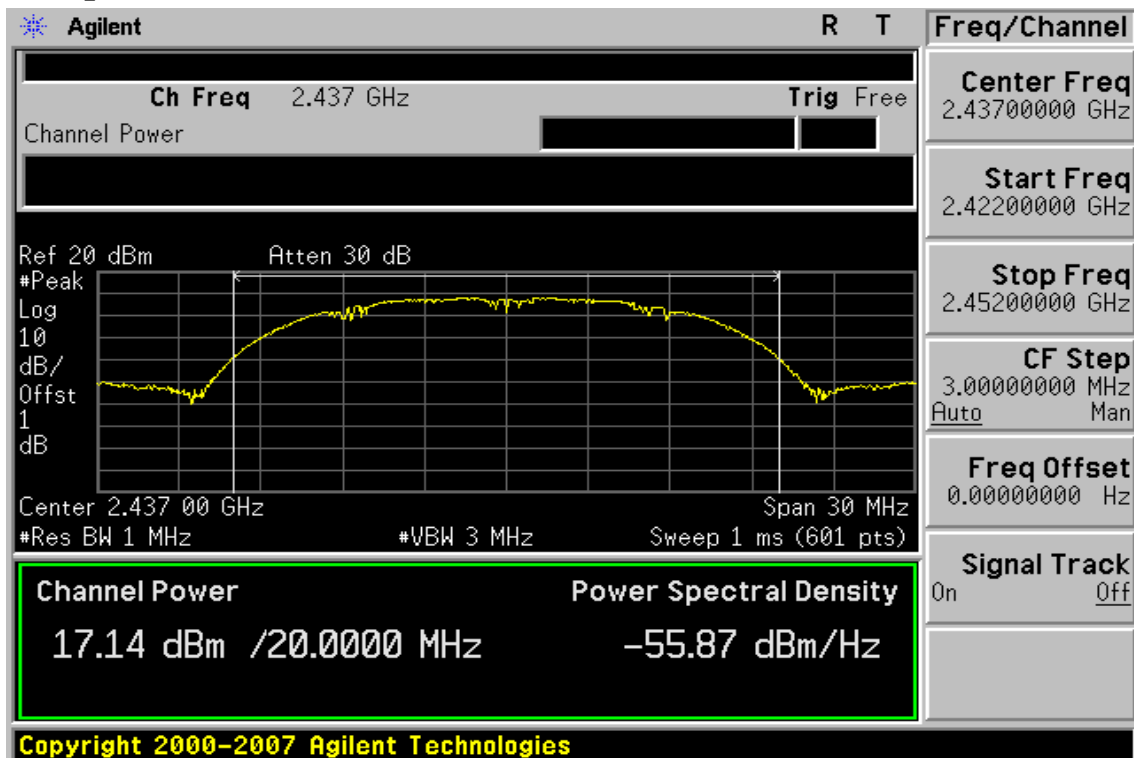 Agilent R T Freq/Channel
Ch Freq 2.437 GHz Trig Free
Channel Power
Center Freq
2.43700000 GHz
Start Freq
2.42200000 GHz
Stop Freq
2.45200000 GHz
CF Step
3.00000000 MHz
Auto Man
Freq Offset
0.00000000 Hz
Signal Track
On Off
Ref 20 dBm Atten 30 dB
#Peak
Log
10
dB/
Offst
1
dB
Center 2.437 00 GHz Span 30 MHz
#Res BW 1 MHz #VBW 3 MHz Sweep 1 ms (601 pts)
Channel Power Power Spectral Density
17.14 dBm /20.0000 MHz -55.87 dBm/Hz
Copyright 2000-2007 Agilent Technologies